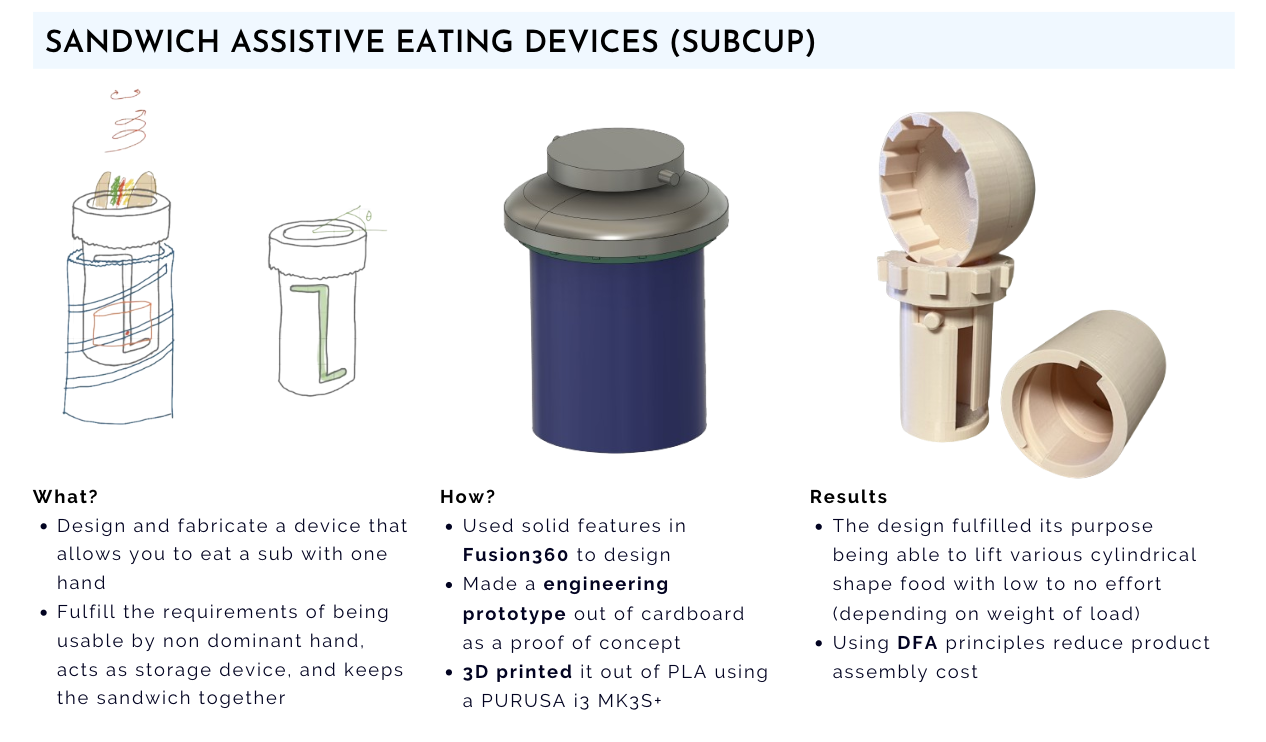 SANDWICH ASSISTIVE EATING DEVICES (SUBCUP)
θ
What?
• Design and fabricate a device that
allows you to eat a sub with one
hand
• Fulfill the requirements of being
usable by non dominant hand,
acts as storage device, and keeps
the sandwich together
How?
• Used solid features in
Fusion360 to design
• Made a engineering
prototype out of cardboard
as a proof of concept
• 3D printed it out of PLA using
a PURUSA i3 MK3S+
Results
• The design fulfilled its purpose
being able to lift various cylindrical
shape food with low to no effort
(depending on weight of load)
• Using DFA principles reduce product
assembly cost